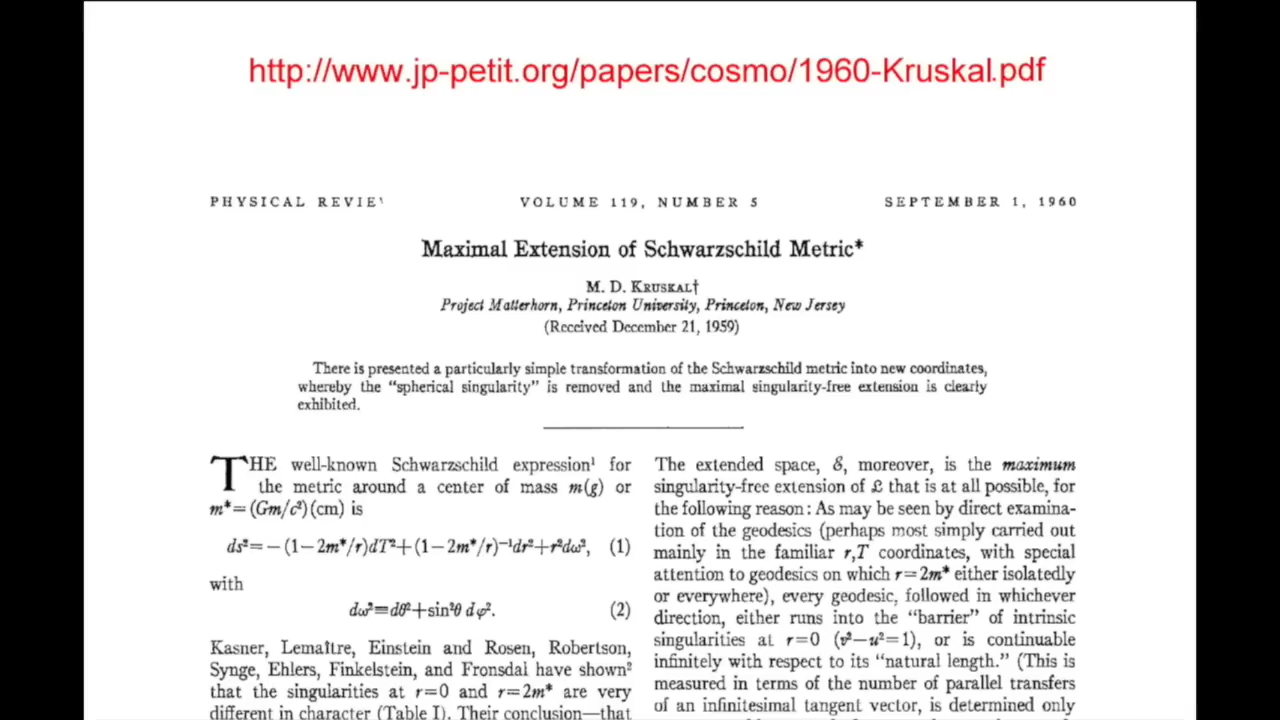 http://www.jp-petit.org/papers/cosmo/1960-Kruskal.pdf
PHYSICAL REVIE VOLUME 119, NUMBER 5 SEPTEMBER 1, 1960
Maximal Extension of Schwarzschild Metric*
M. D. KRUSKAL†
Project Matterhorn, Princeton University, Princeton, New Jersey
(Received December 21, 1959)
There is presented a particularly simple transformation of the Schwarzschild metric into new coordinates,
whereby the "spherical singularity" is removed and the maximal singularity-free extension is clearly
exhibited.
THE well-known Schwarzschild expression¹ for
the metric around a center of mass m(g) or
m*=(Gm/c²)(cm) is
ds²=−(1−2m*/r)dT²+(1−2m*/r)⁻¹dr²+r²dω², (1)
with
dω²≡dθ²+sin²θ dφ². (2)
Kasner, Lemaître, Einstein and Rosen, Robertson,
Synge, Ehlers, Finkelstein, and Fronsdal have shown²
that the singularities at r=0 and r=2m* are very
different in character (Table I). Their conclusion—that
The extended space, 𝓔, moreover, is the maximum
singularity-free extension of 𝓛 that is at all possible, for
the following reason: As may be seen by direct examina-
tion of the geodesics (perhaps most simply carried out
mainly in the familiar r,T coordinates, with special
attention to geodesics on which r=2m* either isolatedly
or everywhere), every geodesic, followed in whichever
direction, either runs into the "barrier" of intrinsic
singularities at r=0 (v²−u²=1), or is continuable
infinitely with respect to its "natural length." (This is
measured in terms of the number of parallel transfers
of an infinitesimal tangent vector, is determined only